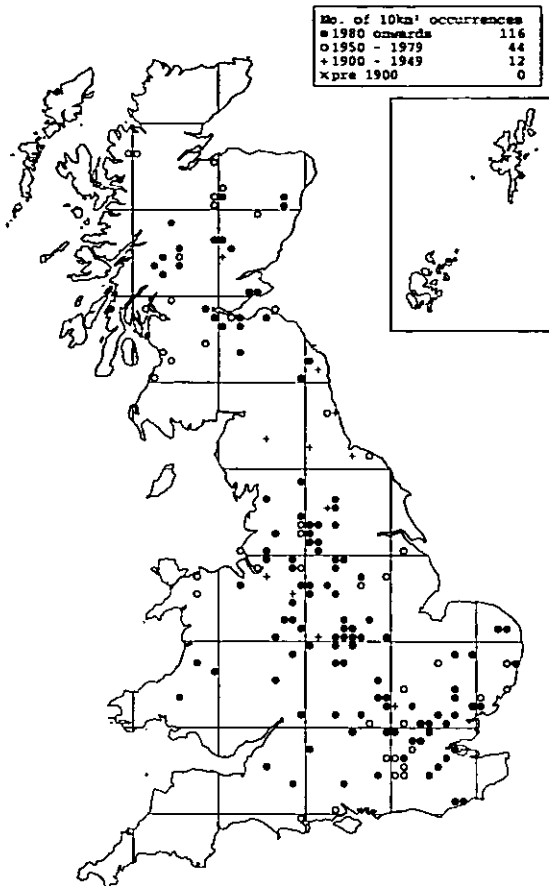 No. of 10km² occurrences
● 1980 onwards 116
○ 1950 - 1979 44
+ 1900 - 1949 12
× pre 1900 0